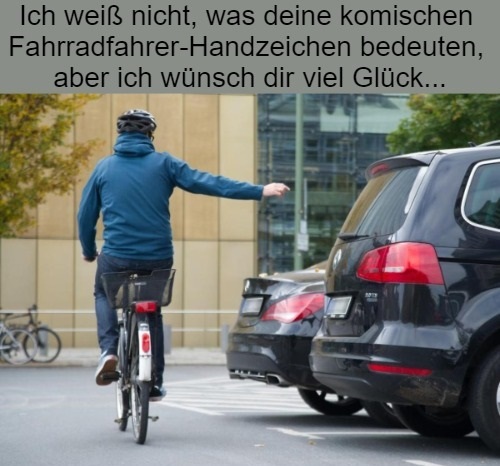 Ich weiß nicht, was deine komischen
Fahrradfahrer-Handzeichen bedeuten,
aber ich wünsch dir viel Glück...